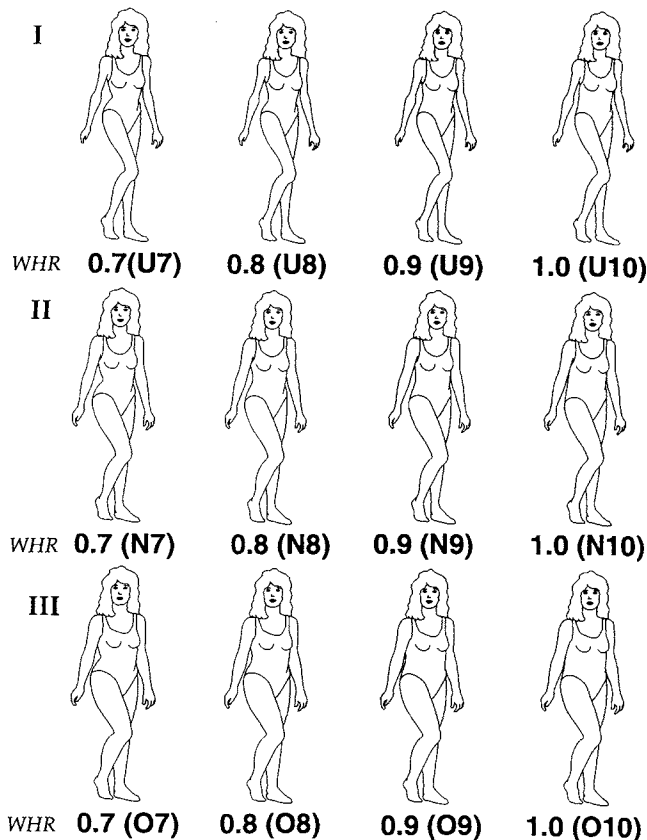 I
WHR 0.7(U7) 0.8 (U8) 0.9 (U9) 1.0 (U10)
II
WHR 0.7 (N7) 0.8 (N8) 0.9 (N9) 1.0 (N10)
III
WHR 0.7 (O7) 0.8 (O8) 0.9 (O9) 1.0 (O10)